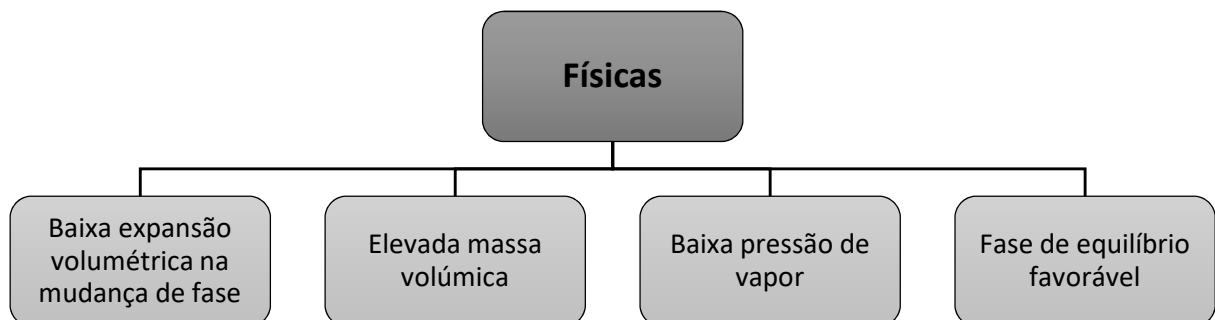 Físicas
Baixa expansão
volumétrica na
mudança de fase
Elevada massa
volúmica
Baixa pressão de
vapor
Fase de equilíbrio
favorável